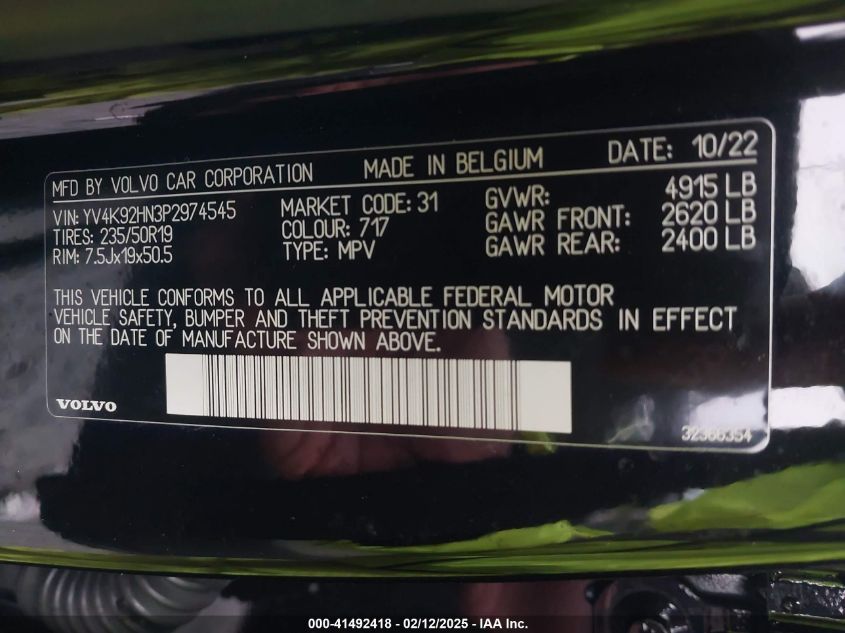 MFD BY VOLVO CAR CORPORATION MADE IN BELGIUM DATE: 10/22
VIN: YV4K92HN3P2974545 MARKET CODE: 31 GVWR: 4915 LB
TIRES: 235/50R19 COLOUR: 717 GAWR FRONT: 2620 LB
RIM: 7.5Jx19x50.5 TYPE: MPV GAWR REAR: 2400 LB
THIS VEHICLE CONFORMS TO ALL APPLICABLE FEDERAL MOTOR
VEHICLE SAFETY, BUMPER AND THEFT PREVENTION STANDARDS IN EFFECT
ON THE DATE OF MANUFACTURE SHOWN ABOVE.
VOLVO
32366354
000-41492418 - 02/12/2025 - IAA Inc.